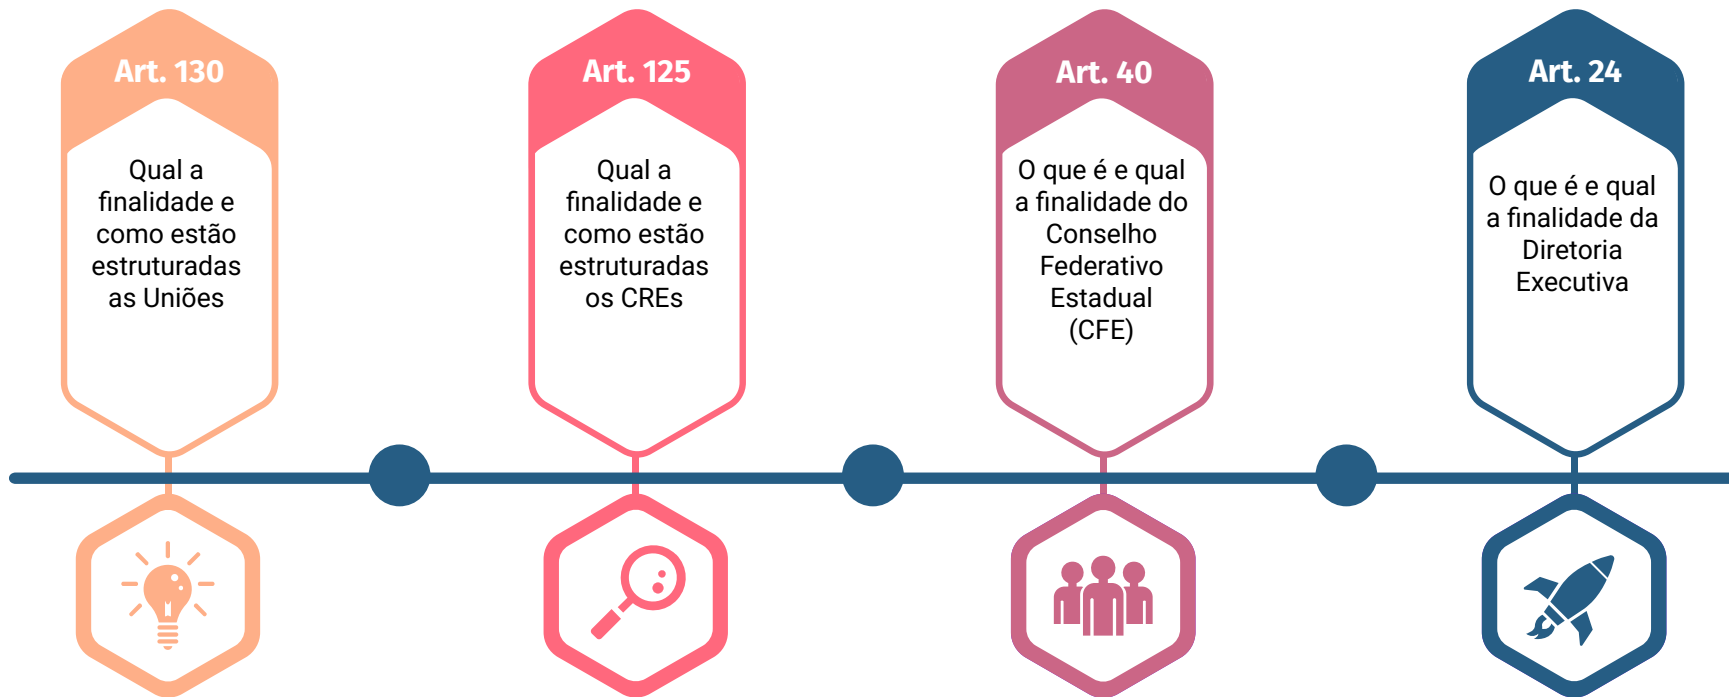 Art. 130
Qual a
finalidade e
como estão
estruturadas
as Uniões
Art. 125
Qual a
finalidade e
como estão
estruturadas
os CREs
Art. 40
O que é e qual
a finalidade do
Conselho
Federativo
Estadual
(CFE)
Art. 24
O que é e qual
a finalidade da
Diretoria
Executiva